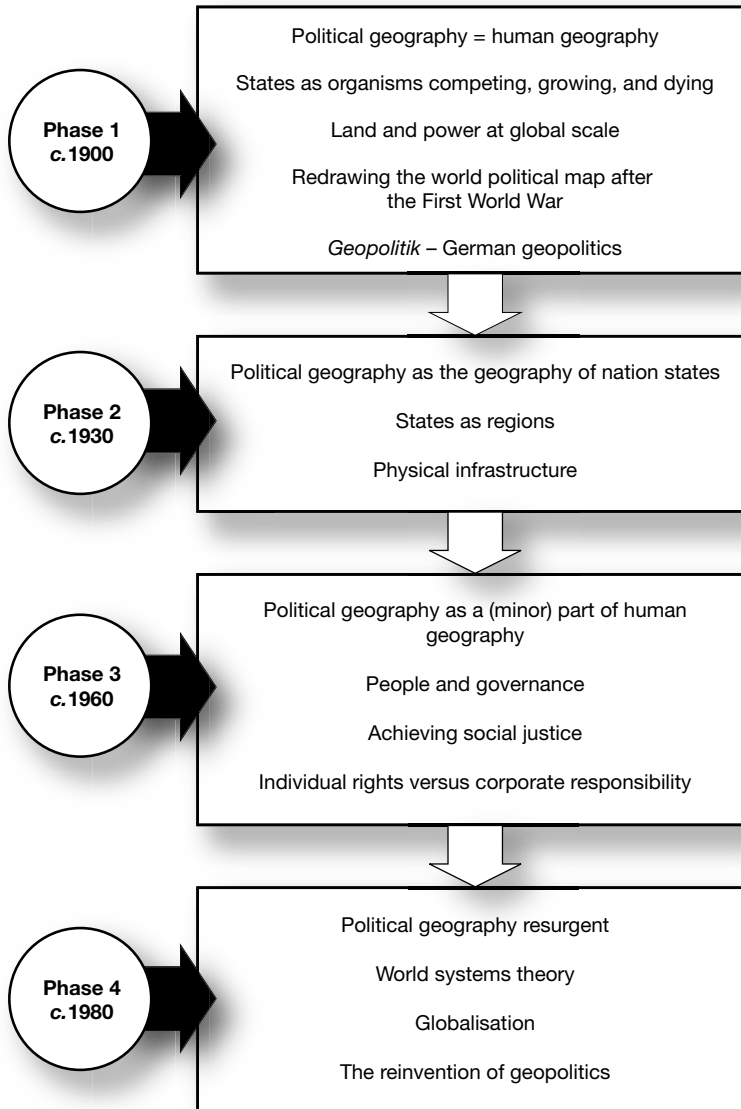 Phase 1
c.1900
Political geography = human geography
States as organisms competing, growing, and dying
Land and power at global scale
Redrawing the world political map after
the First World War
Geopolitik – German geopolitics
Phase 2
c.1930
Political geography as the geography of nation states
States as regions
Physical infrastructure
Phase 3
c.1960
Political geography as a (minor) part of human
geography
People and governance
Achieving social justice
Individual rights versus corporate responsibility
Phase 4
c.1980
Political geography resurgent
World systems theory
Globalisation
The reinvention of geopolitics